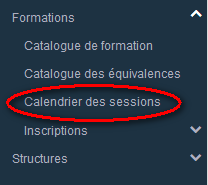 Formations
Catalogue de formation
Catalogue des équivalences
Calendrier des sessions
Inscriptions
Structures